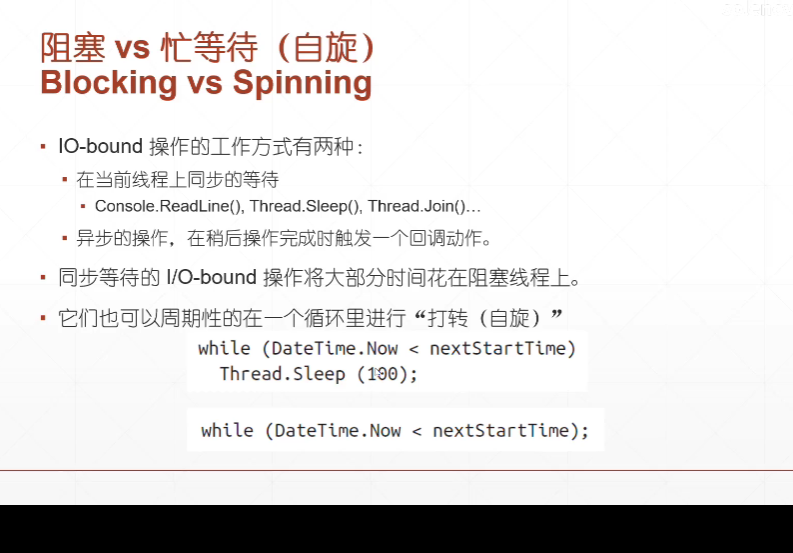 阻塞 vs 忙等待（自旋）
Blocking vs Spinning
▪ IO-bound 操作的工作方式有两种：
▪ 在当前线程上同步的等待
▪ Console.ReadLine(), Thread.Sleep(), Thread.Join()…
▪ 异步的操作，在稍后操作完成时触发一个回调动作。
▪ 同步等待的 I/O-bound 操作将大部分时间花在阻塞线程上。
▪ 它们也可以周期性的在一个循环里进行“打转（自旋）”
while (DateTime.Now < nextStartTime)
Thread.Sleep (100);
while (DateTime.Now < nextStartTime);